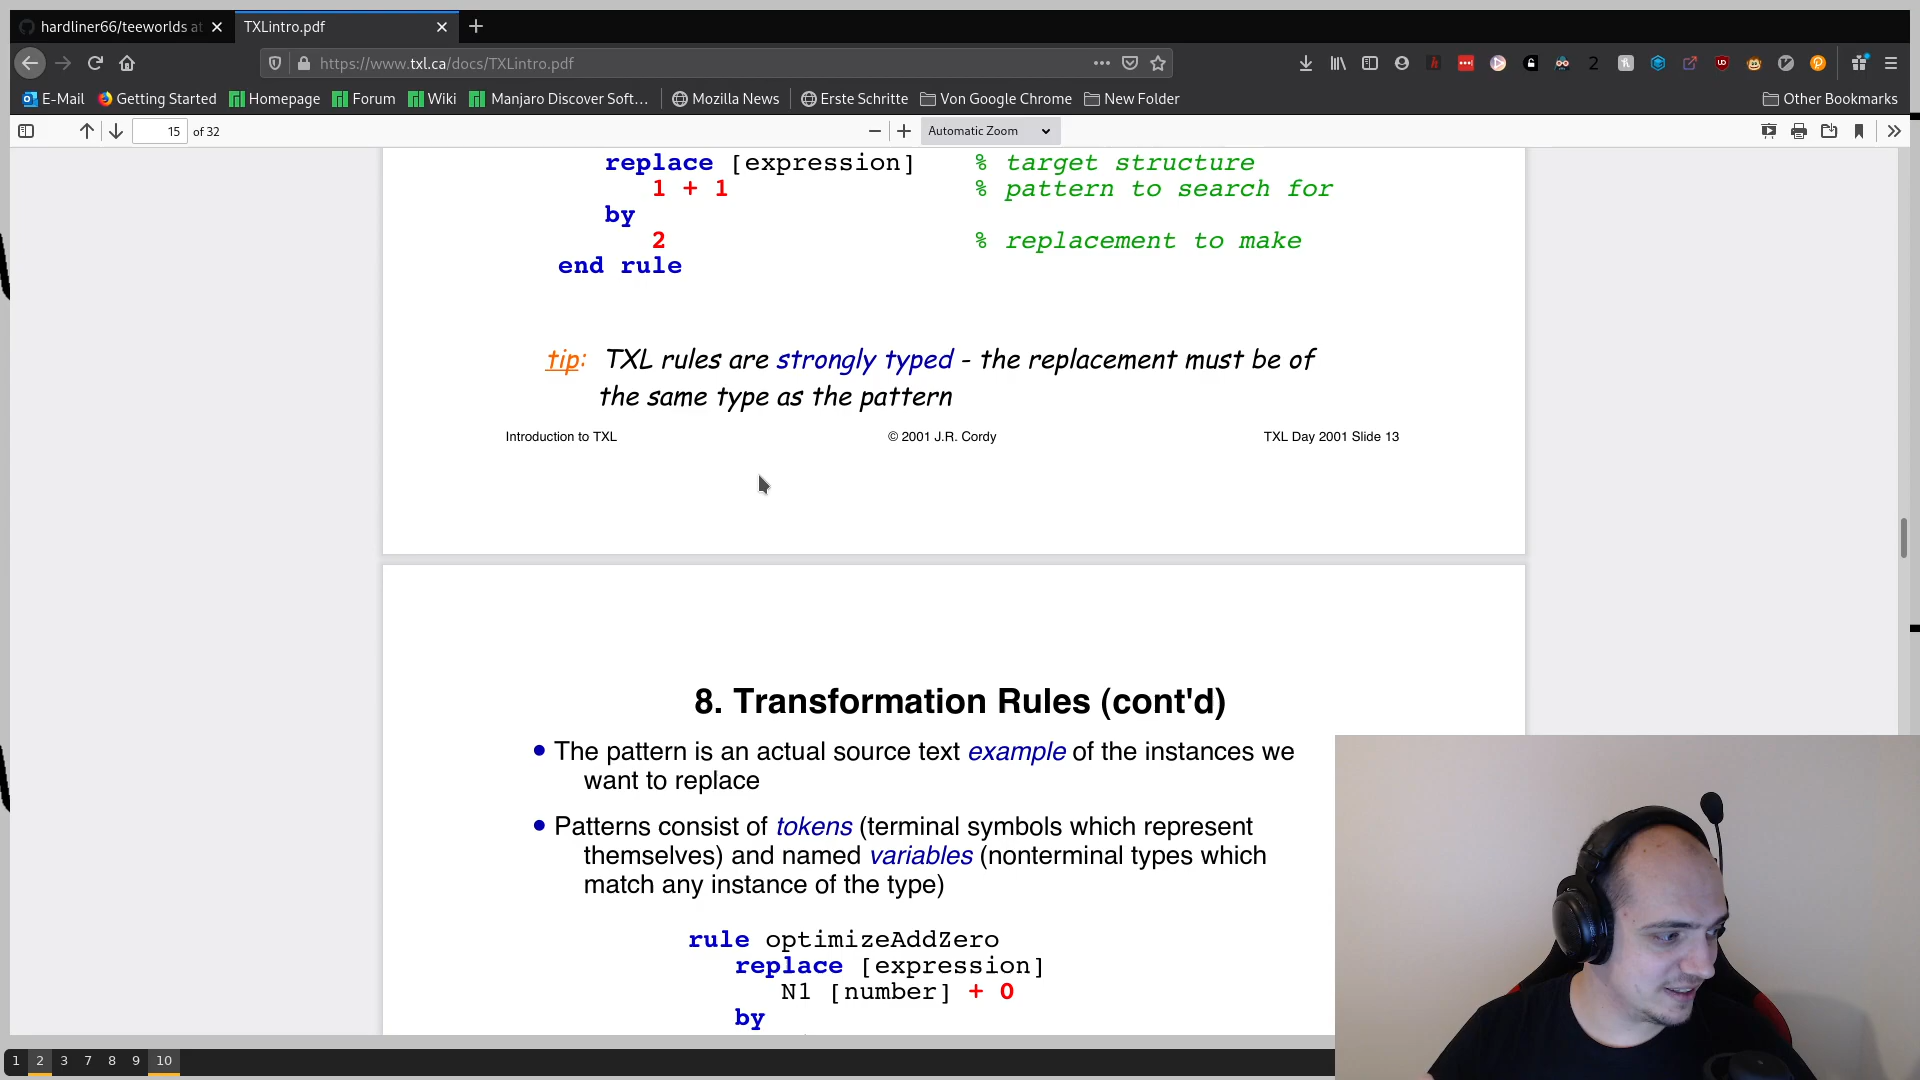 hardliner66/teeworlds at
TXLintro.pdf
https://www.txl.ca/docs/TXLintro.pdf
E-Mail Getting Started Homepage Forum Wiki Manjaro Discover Soft… Mozilla News Erste Schritte Von Google Chrome New Folder Other Bookmarks
15 of 32 Automatic Zoom
replace [expression] % target structure
1 + 1 % pattern to search for
by
2 % replacement to make
end rule
tip: TXL rules are strongly typed - the replacement must be of
the same type as the pattern
Introduction to TXL © 2001 J.R. Cordy TXL Day 2001 Slide 13
8. Transformation Rules (cont'd)
• The pattern is an actual source text example of the instances we
want to replace
• Patterns consist of tokens (terminal symbols which represent
themselves) and named variables (nonterminal types which
match any instance of the type)
rule optimizeAddZero
replace [expression]
N1 [number] + 0
by
1 2 3 7 8 9 10